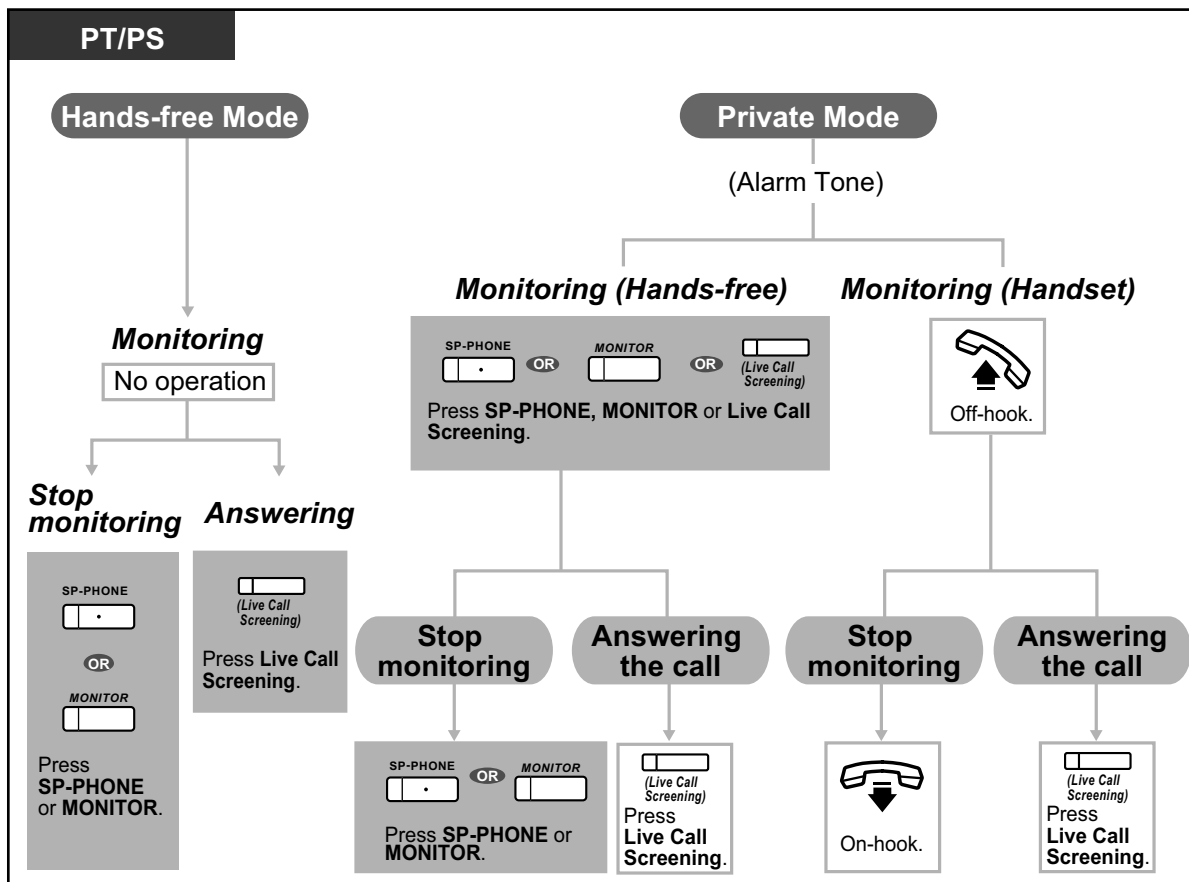 PT/PS
Hands-free Mode
Monitoring
No operation
Stop
monitoring
SP-PHONE
OR
MONITOR
Press
SP-PHONE
or MONITOR.
Answering
(Live Call
Screening)
Press Live Call
Screening.
Private Mode
(Alarm Tone)
Monitoring (Hands-free)
SP-PHONE
OR
MONITOR
OR
(Live Call
Screening)
Press SP-PHONE, MONITOR or Live Call
Screening.
Stop
monitoring
SP-PHONE
OR
MONITOR
Press SP-PHONE or
MONITOR.
Answering
the call
(Live Call
Screening)
Press
Live Call
Screening.
Monitoring (Handset)
Off-hook.
Stop
monitoring
On-hook.
Answering
the call
(Live Call
Screening)
Press
Live Call
Screening.